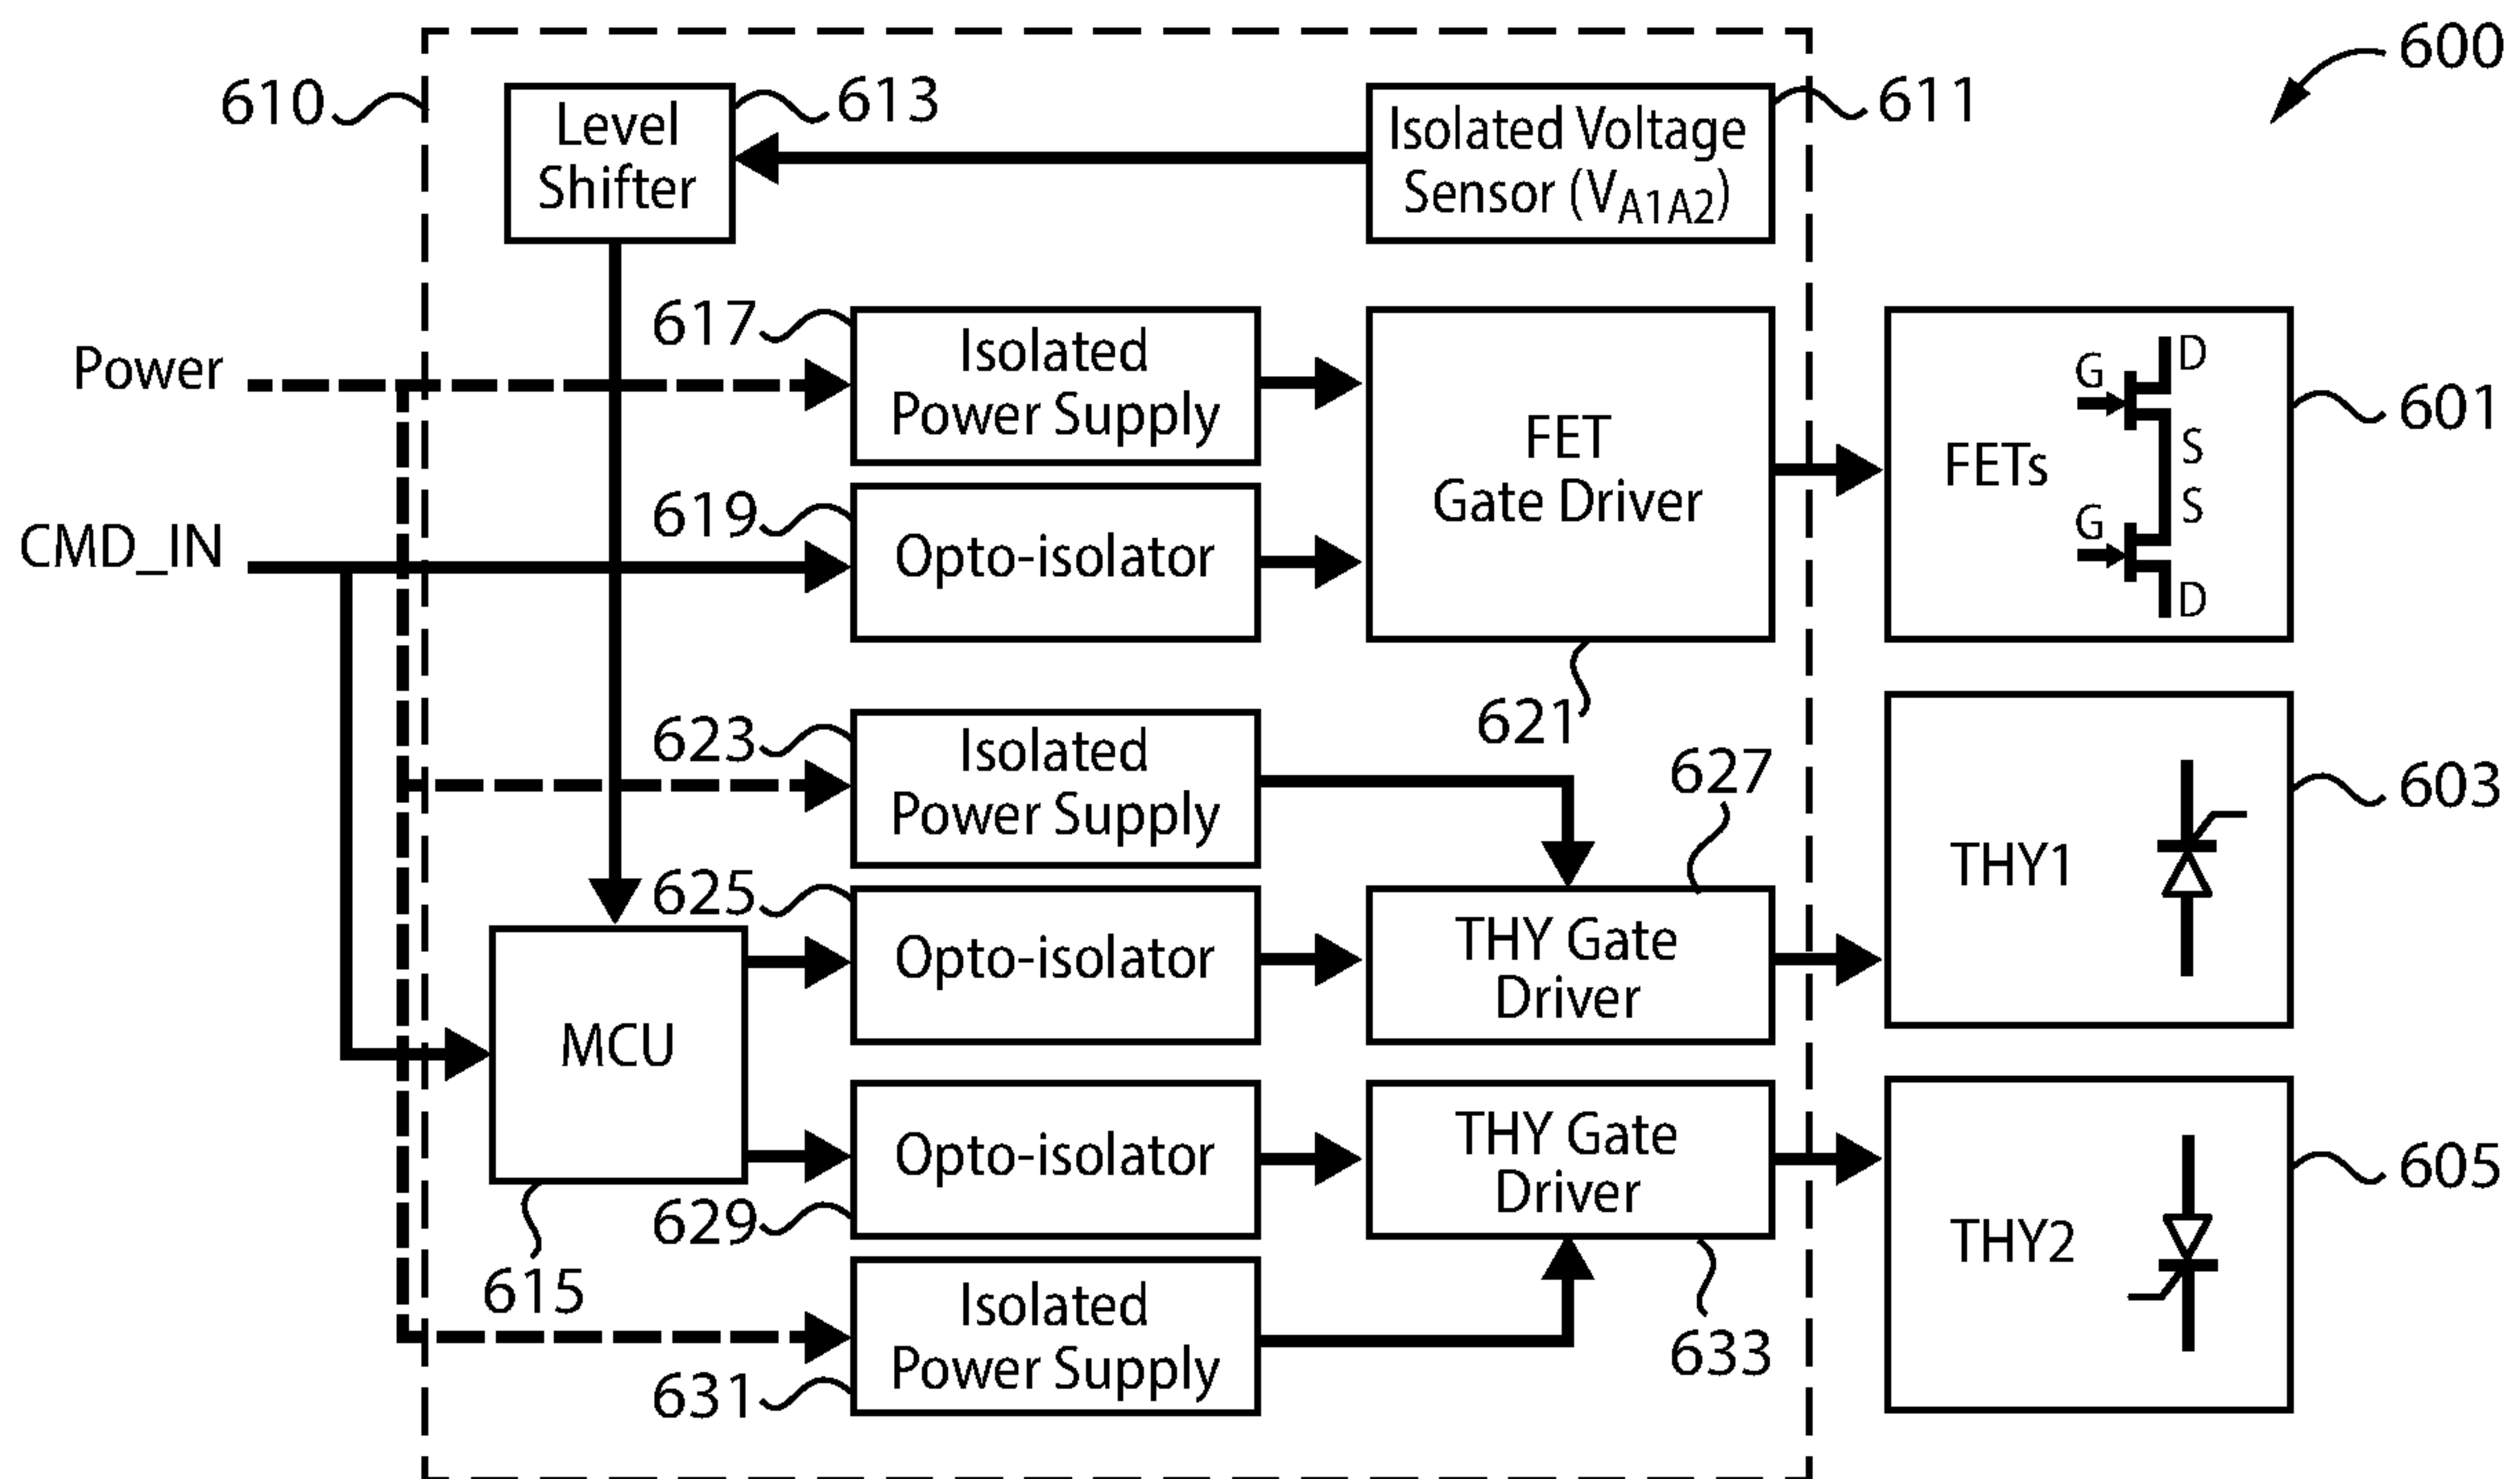 600
610
613
611
Level
Shifter
Isolated Voltage
Sensor (VA1A2)
617
Power
Isolated
Power Supply
FET
Gate Driver
FETs
G
D
S
S
G
D
601
CMD_IN
619
Opto-isolator
621
623
Isolated
Power Supply
627
603
THY1
625
Opto-isolator
THY Gate
Driver
MCU
615
Opto-isolator
629
THY Gate
Driver
633
THY2
605
Isolated
Power Supply
631